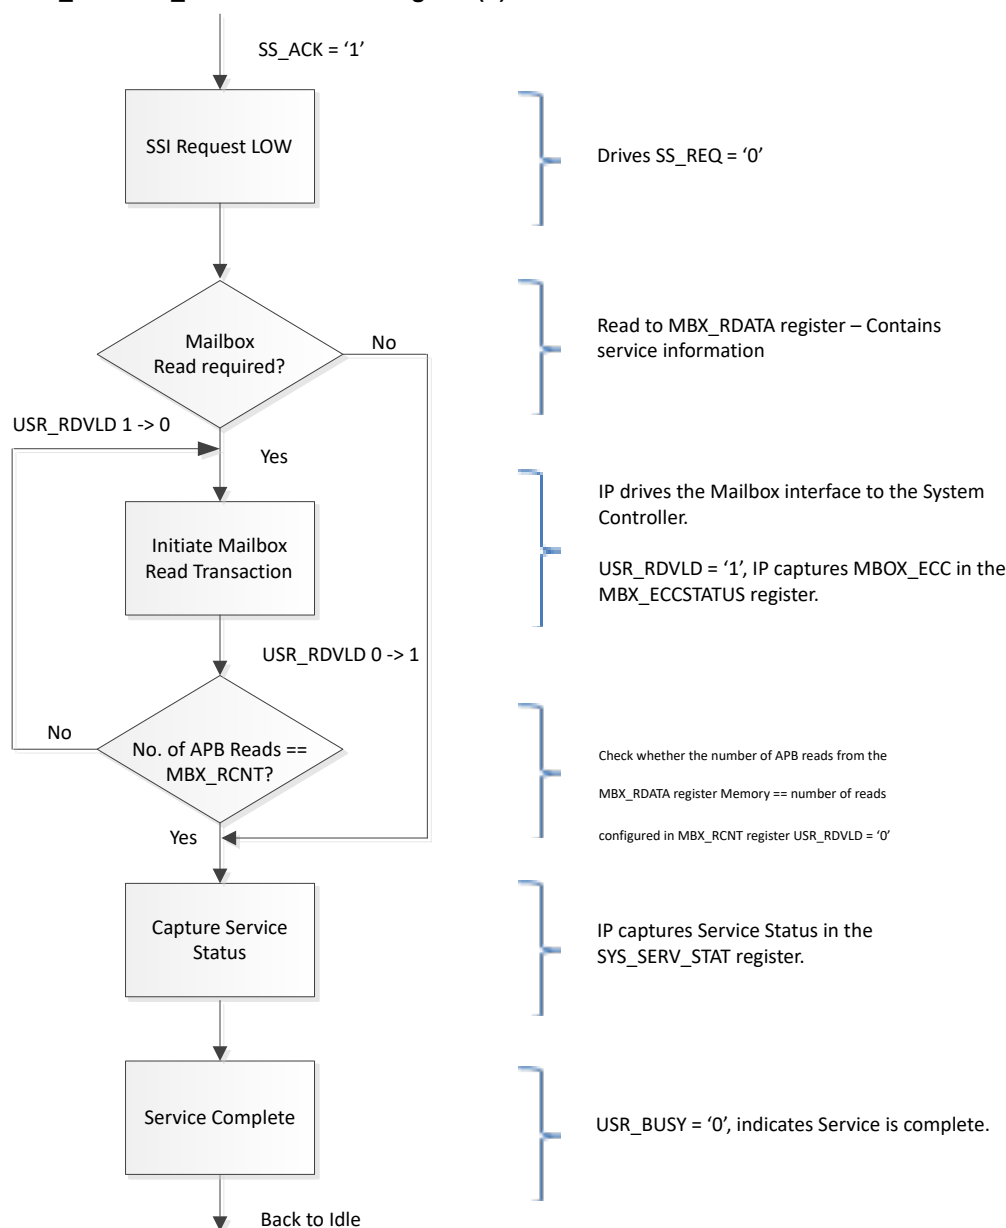 SS_ACK = ‘1’
SSI Request LOW
Drives SS_REQ = ‘0’
Mailbox
Read required?
No
Read to MBX_RDATA register – Contains
service information
USR_RDVLD 1 -> 0
Yes
Initiate Mailbox
Read Transaction
IP drives the Mailbox interface to the System
Controller.
USR_RDVLD = ‘1’, IP captures MBOX_ECC in the
MBX_ECCSTATUS register.
USR_RDVLD 0 -> 1
No
No. of APB Reads ==
MBX_RCNT?
Check whether the number of APB reads from the
MBX_RDATA register Memory == number of reads
configured in MBX_RCNT register USR_RDVLD = ‘0’
Yes
Capture Service
Status
IP captures Service Status in the
SYS_SERV_STAT register.
Service Complete
USR_BUSY = ‘0’, indicates Service is complete.
Back to Idle